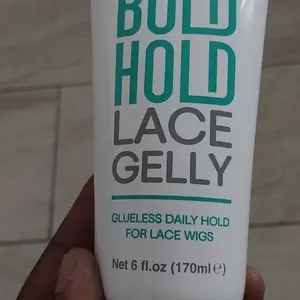 BOLD
HOLD
LACE
GELLY
GLUELESS DAILY HOLD
FOR LACE WIGS
Net 6 fl.oz (170ml℮)